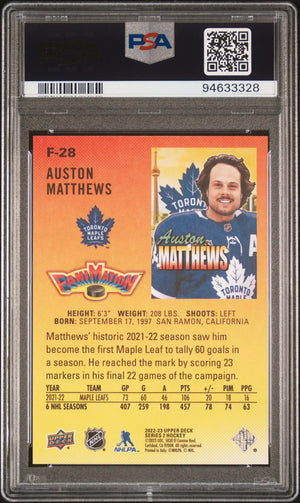 PSA
94633328
F-28
AUSTON
MATTHEWS
TORONTO
MAPLE
LEAFS
Auston
MATTHEWS
TORONTO
MAPLE
LEAFS
FANIMATION
HEIGHT: 6'3" WEIGHT: 208 LBS. SHOOTS: LEFT
BORN: SEPTEMBER 17, 1997 SAN RAMON, CALIFORNIA
Matthews' historic 2021-22 season saw him
become the first Maple Leaf to tally 60 goals in
a season. He reached the mark by scoring 23
markers in his final 22 games of the campaign.
YEAR TEAM GP G A PTS +/- PIM PPG
2021-22 MAPLE LEAFS 73 60 46 106 20 18 16
6 NHL SEASONS 407 259 198 457 78 74 63
UPPER DECK
NHL
NHLPA
2022-23 UPPER DECK
SERIES 2 HOCKEY